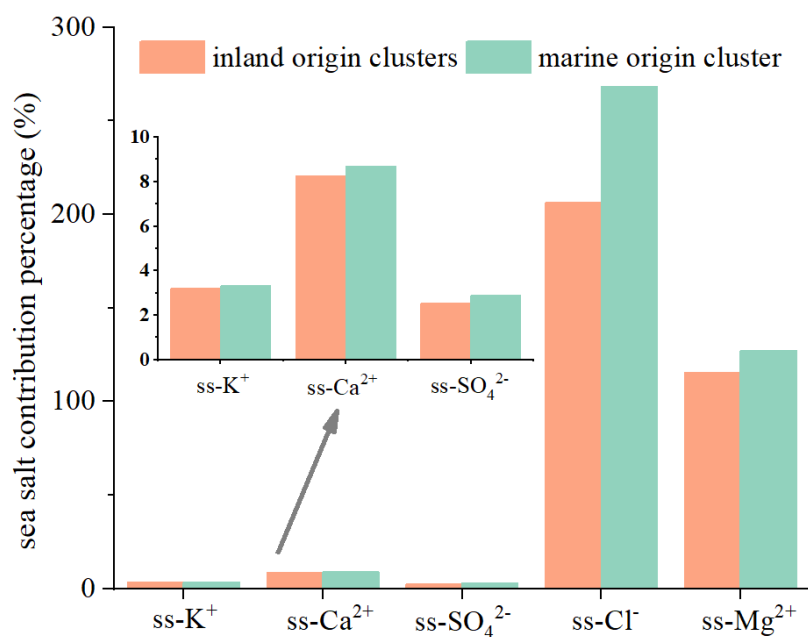 300
inland origin clusters
marine origin cluster
sea salt contribution percentage (%)
200
100
0
10
8
6
4
2
0
ss-K⁺
ss-Ca²⁺
ss-SO₄²⁻
ss-K⁺
ss-Ca²⁺
ss-SO₄²⁻
ss-Cl⁻
ss-Mg²⁺